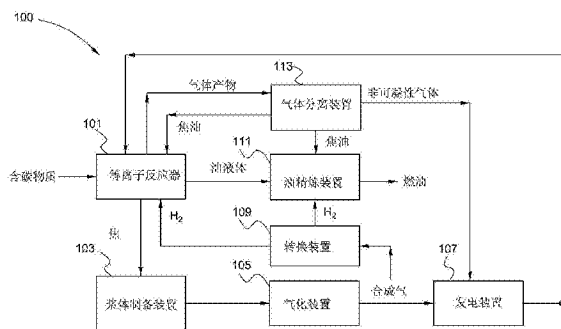 100
113
气体产物
气体分离装置
非可凝性气体
101
焦油
111
焦油
含碳物质
等离子反应器
油液体
油精炼装置
燃油
H2
109
H2
焦
转换装置
103
105
合成气
107
浆体制备装置
气化装置
发电装置